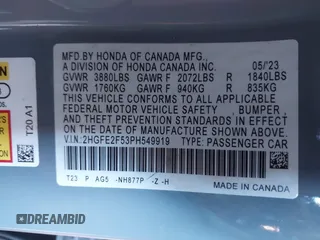 MFD. BY HONDA OF CANADA MFG.,
A DIVISION OF HONDA CANADA INC. 05/23
GVWR 3880LBS GAWR F 2072LBS R 1840LBS
GVWR 1760KG GAWR F 940KG R 835KG
THIS VEHICLE CONFORMS TO ALL APPLICABLE
FEDERAL MOTOR VEHICLE SAFETY, BUMPER
AND THEFT PREVENTION STANDARDS IN EFFECT
ON THE DATE OF MANUFACTURE SHOWN ABOVE.
V.I.N: 2HGFE2F53PH549919 TYPE: PASSENGER CAR
T23 P AG5 -NH877P -Z -H
MADE IN CANADA
T20 A1
DREAMBID
DREAMBID.COM